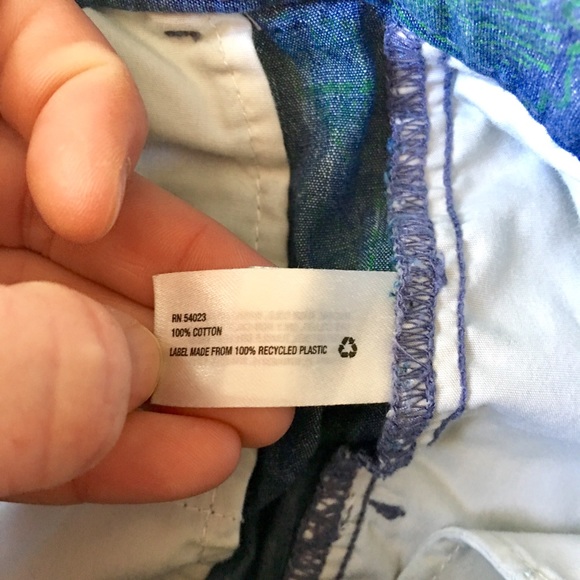 RN 54023
100% COTTON
LABEL MADE FROM 100% RECYCLED PLASTIC